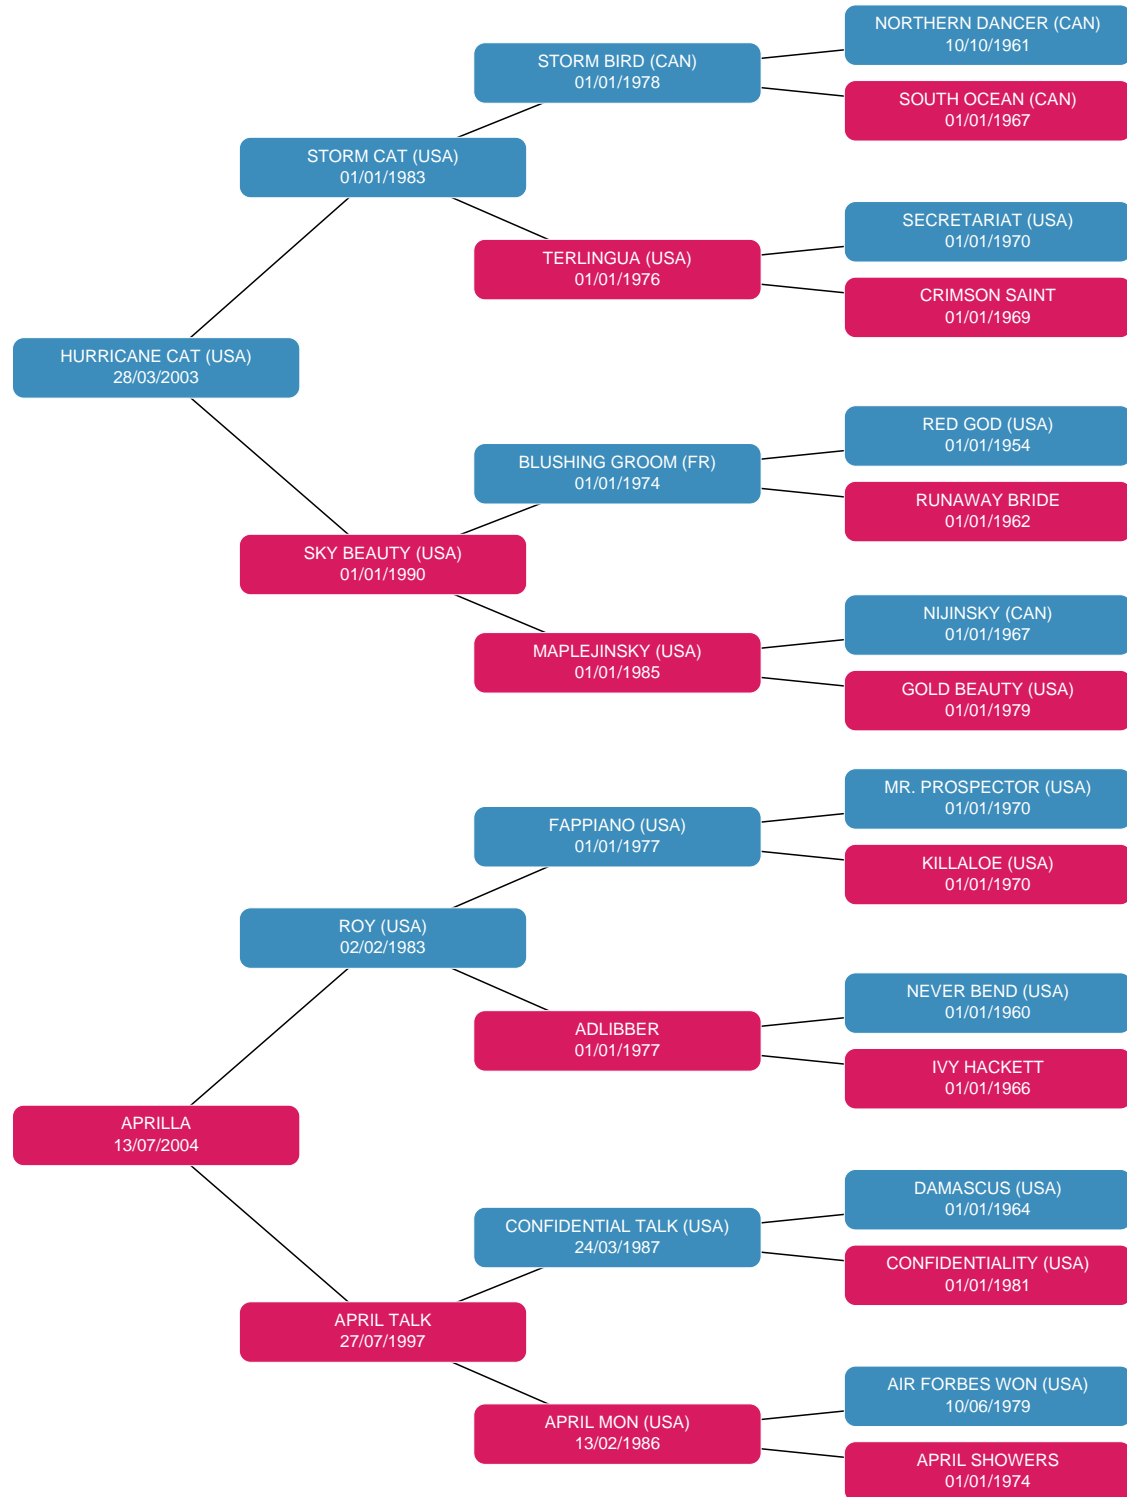 NORTHERN DANCER (CAN)
10/10/1961
STORM BIRD (CAN)
01/01/1978
SOUTH OCEAN (CAN)
01/01/1967
STORM CAT (USA)
01/01/1983
SECRETARIAT (USA)
01/01/1970
TERLINGUA (USA)
01/01/1976
CRIMSON SAINT
01/01/1969
HURRICANE CAT (USA)
28/03/2003
RED GOD (USA)
01/01/1954
BLUSHING GROOM (FR)
01/01/1974
RUNAWAY BRIDE
01/01/1962
SKY BEAUTY (USA)
01/01/1990
NIJINSKY (CAN)
01/01/1967
MAPLEJINSKY (USA)
01/01/1985
GOLD BEAUTY (USA)
01/01/1979
MR. PROSPECTOR (USA)
01/01/1970
FAPPIANO (USA)
01/01/1977
KILLALOE (USA)
01/01/1970
ROY (USA)
02/02/1983
NEVER BEND (USA)
01/01/1960
ADLIBBER
01/01/1977
IVY HACKETT
01/01/1966
APRILLA
13/07/2004
DAMASCUS (USA)
01/01/1964
CONFIDENTIAL TALK (USA)
24/03/1987
CONFIDENTIALITY (USA)
01/01/1981
APRIL TALK
27/07/1997
AIR FORBES WON (USA)
10/06/1979
APRIL MON (USA)
13/02/1986
APRIL SHOWERS
01/01/1974